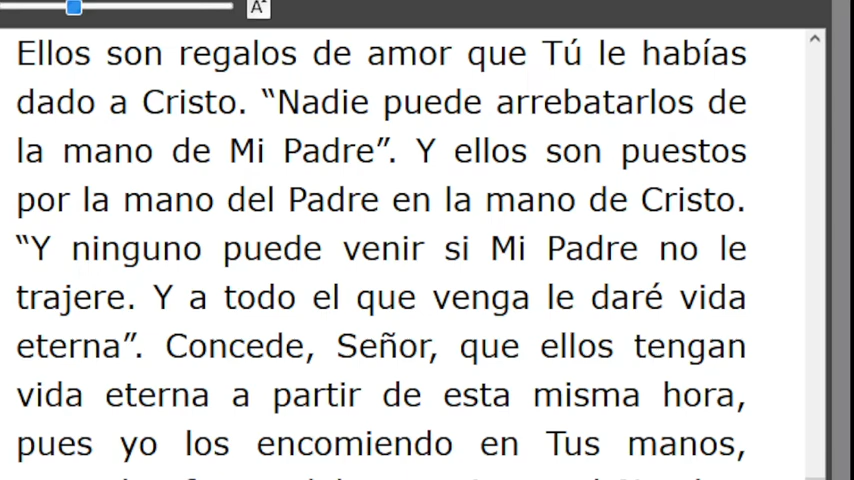 A
Ellos son regalos de amor que Tú le habías
dado a Cristo. “Nadie puede arrebatarlos de
la mano de Mi Padre”. Y ellos son puestos
por la mano del Padre en la mano de Cristo.
“Y ninguno puede venir si Mi Padre no le
trajere. Y a todo el que venga le daré vida
eterna”. Concede, Señor, que ellos tengan
vida eterna a partir de esta misma hora,
pues yo los encomiendo en Tus manos,